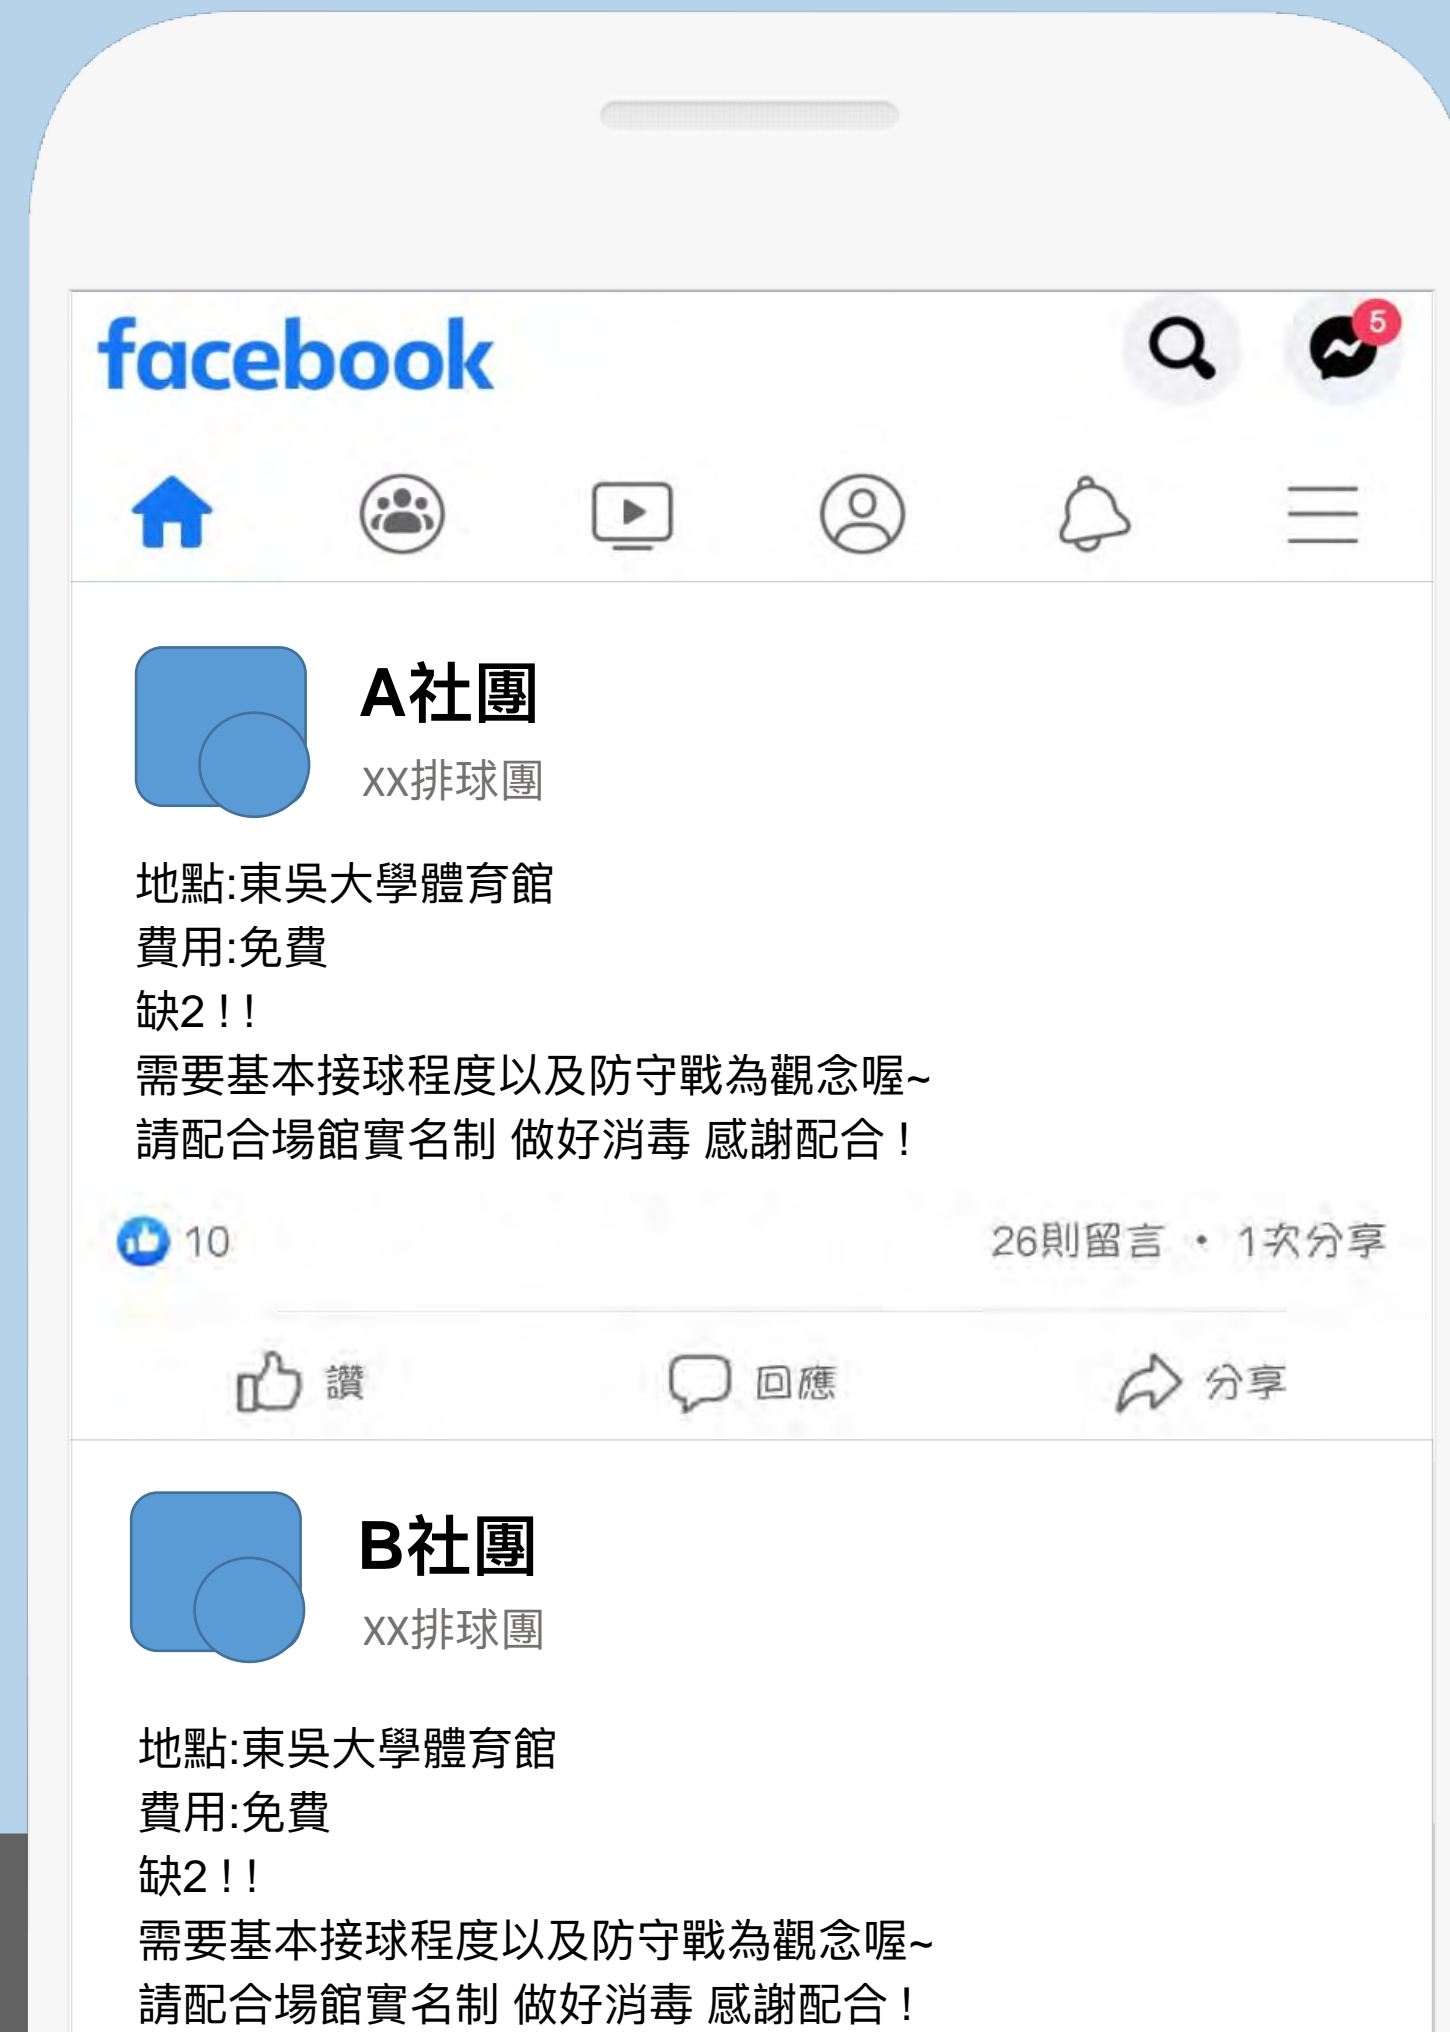 facebook
5
A社團
XX排球團
地點:東吳大學體育館
費用:免費
缺2！！
需要基本接球程度以及防守戰為觀念喔~
請配合場館實名制 做好消毒 感謝配合！
10
26則留言 • 1次分享
讚
回應
分享
B社團
XX排球團
地點:東吳大學體育館
費用:免費
缺2！！
需要基本接球程度以及防守戰為觀念喔~
請配合場館實名制 做好消毒 感謝配合！